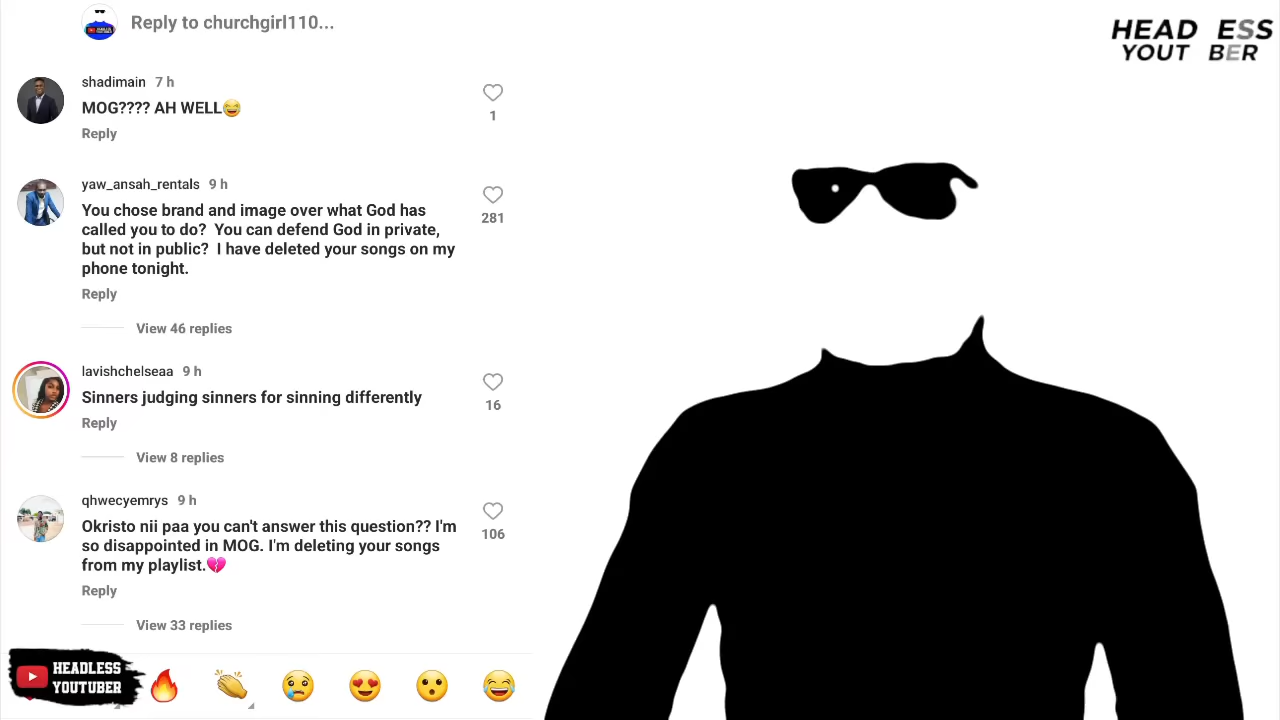 Reply to churchgirl110...
HEAD ESS
YOUT BER
shadimain 7 h
MOG???? AH WELL😂
1
Reply
yaw_ansah_rentals 9 h
You chose brand and image over what God has
called you to do? You can defend God in private,
but not in public? I have deleted your songs on my
phone tonight.
281
Reply
View 46 replies
lavishchelseaa 9 h
Sinners judging sinners for sinning differently
16
Reply
View 8 replies
qhwecyemrys 9 h
Okristo nii paa you can't answer this question?? I'm
so disappointed in MOG. I'm deleting your songs
from my playlist.💔
106
Reply
View 33 replies
HEADLESS
YOUTUBER